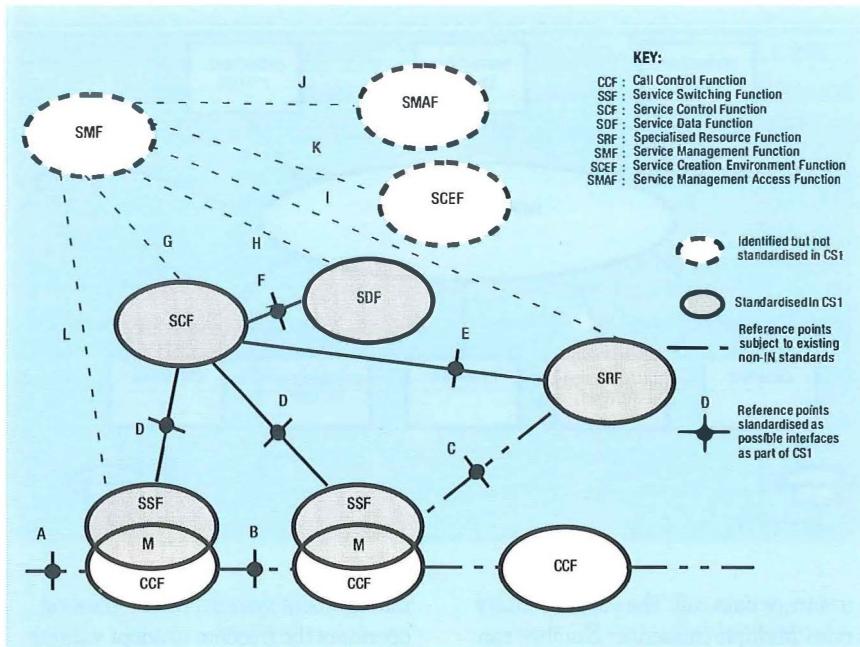 J
SMF
SMAF
K
SCEF
I
G
H
F
SDF
SCF
L
E
SRF
D
D
C
SSF
SSF
A
M
B
M
CCF
CCF
CCF
KEY:
CCF : Call Control Function
SSF : Service Switching Function
SCF : Service Control Function
SDF : Service Data Function
SRF : Specialised Resource Function
SMF : Service Management Function
SCEF : Service Creation Environment Function
SMAF : Service Management Access Function
Identified but not
standardised in CS1
Standardised in CS1
Reference points
subject to existing
non-IN standards
D
Reference points
standardised as
possible interfaces
as part of CS1